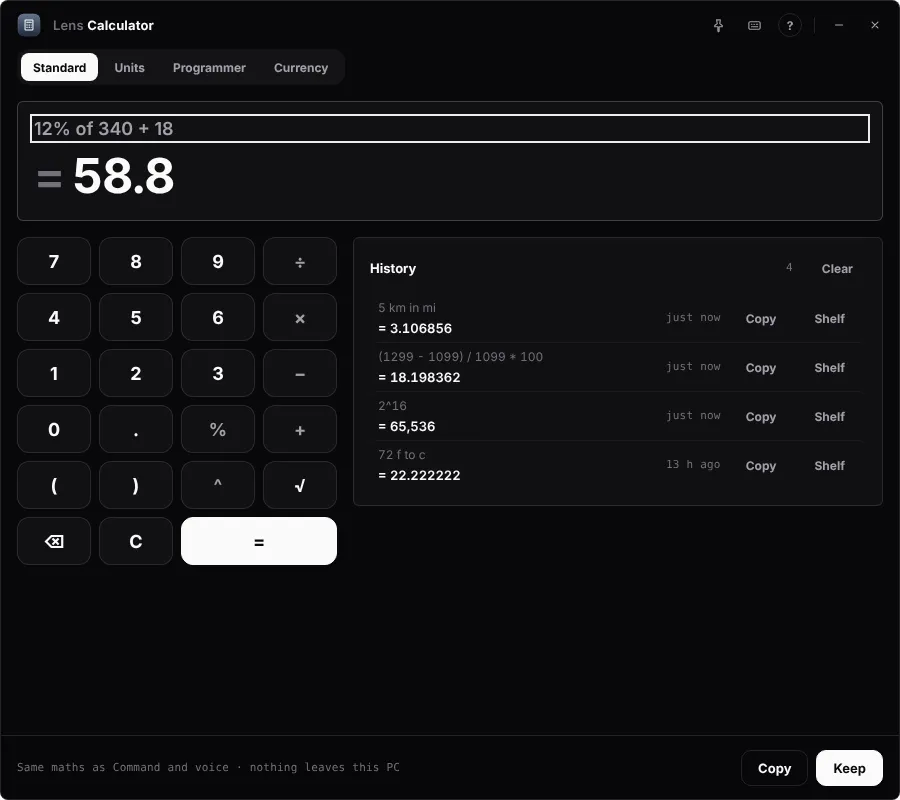 Lens Calculator
?
Standard Units Programmer Currency
12% of 340 + 18
= 58.8
7 8 9 ÷
4 5 6 ×
1 2 3 −
0 . % +
( ) ^ √
C =
History 4 Clear
5 km in mi
= 3.106856 just now Copy Shelf
(1299 - 1099) / 1099 * 100
= 18.198362 just now Copy Shelf
2^16
= 65,536 just now Copy Shelf
72 f to c
= 22.222222 13 h ago Copy Shelf
Same maths as Command and voice · nothing leaves this PC
Copy Keep